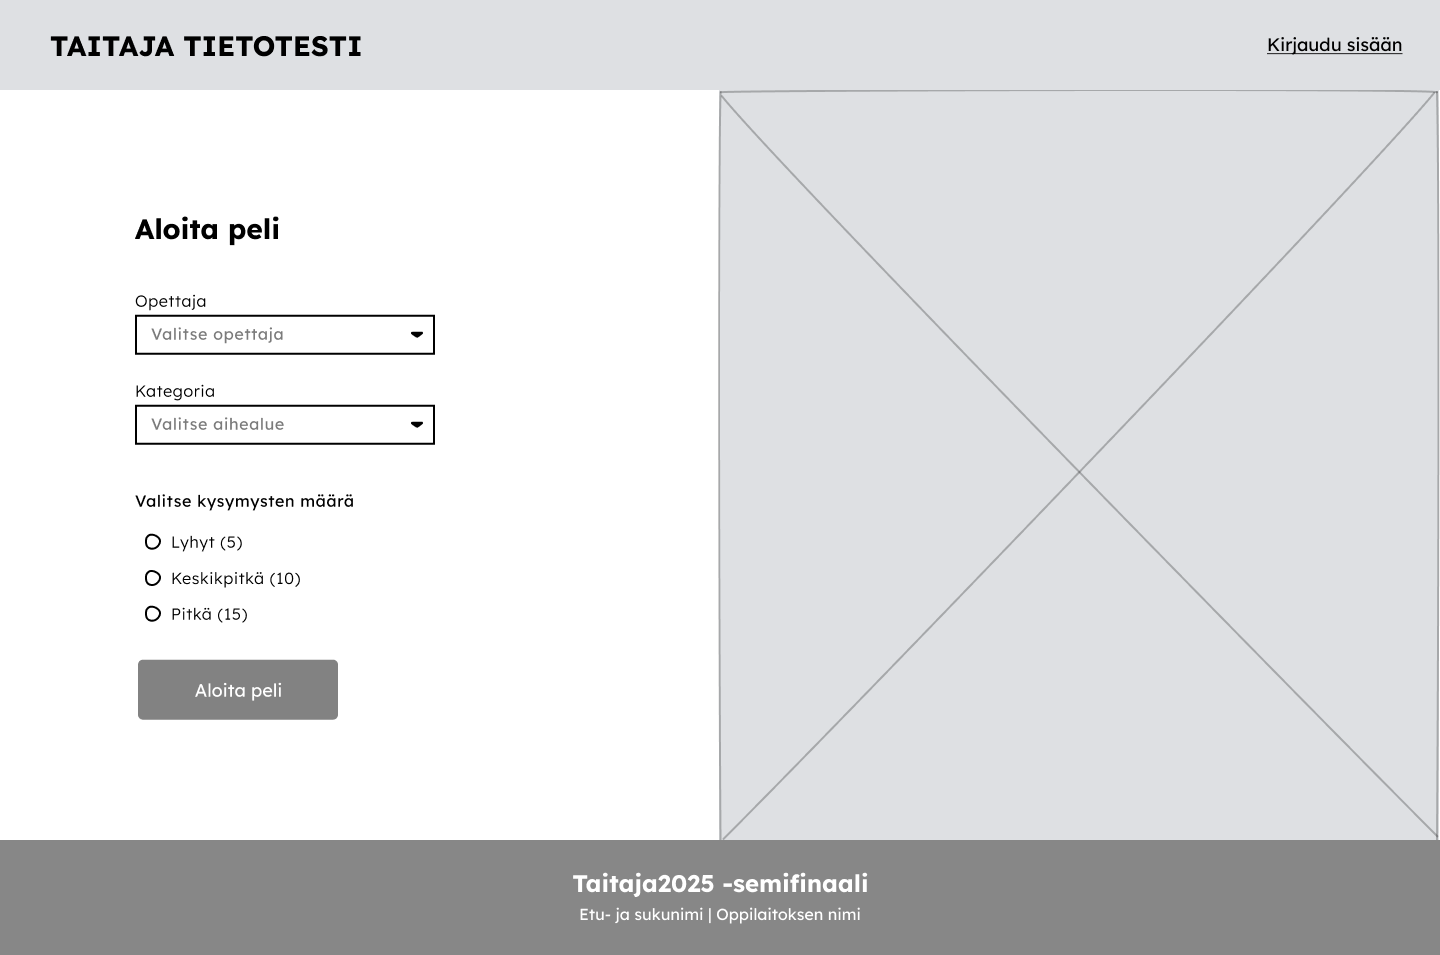 TAITAJA TIETOTESTI
Kirjaudu sisään
Aloita peli
Opettaja
Valitse opettaja
Kategoria
Valitse aihealue
Valitse kysymysten määrä
Lyhyt (5)
Keskikpitkä (10)
Pitkä (15)
Aloita peli
Taitaja2025 -semifinaali
Etu- ja sukunimi | Oppilaitoksen nimi